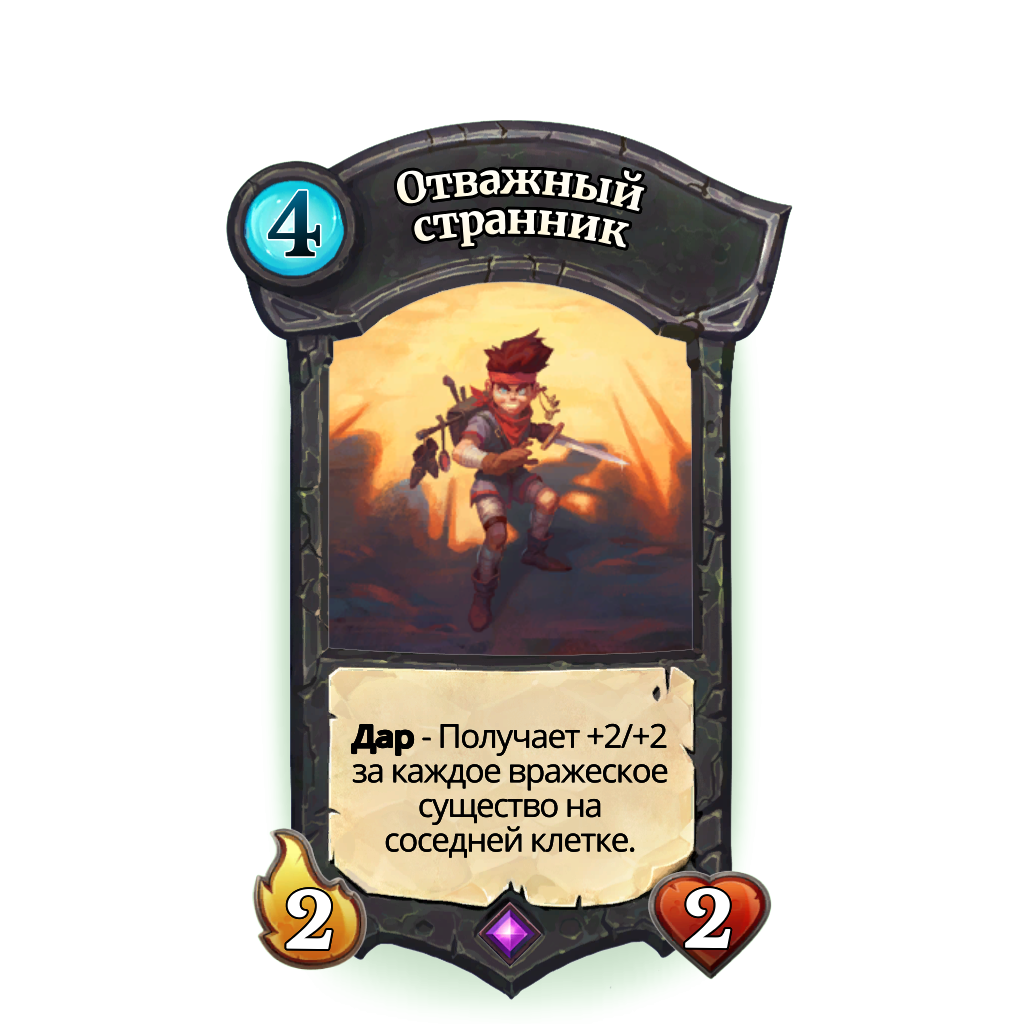 4
Отважный
странник
Дар - Получает +2/+2
за каждое вражеское
существо на
соседней клетке.
2
2